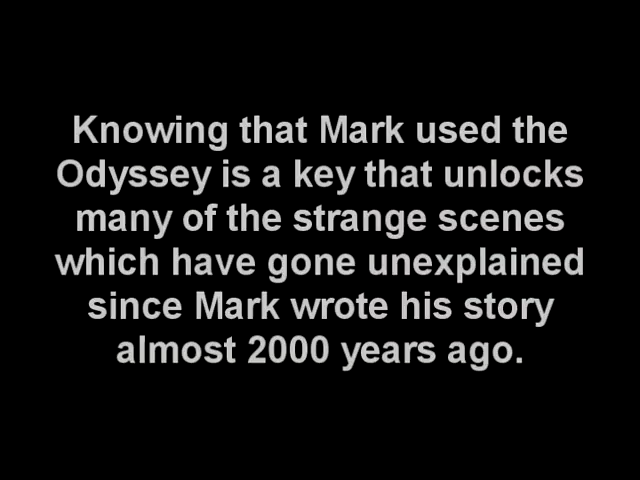 Knowing that Mark used the
Odyssey is a key that unlocks
many of the strange scenes
which have gone unexplained
since Mark wrote his story
almost 2000 years ago.